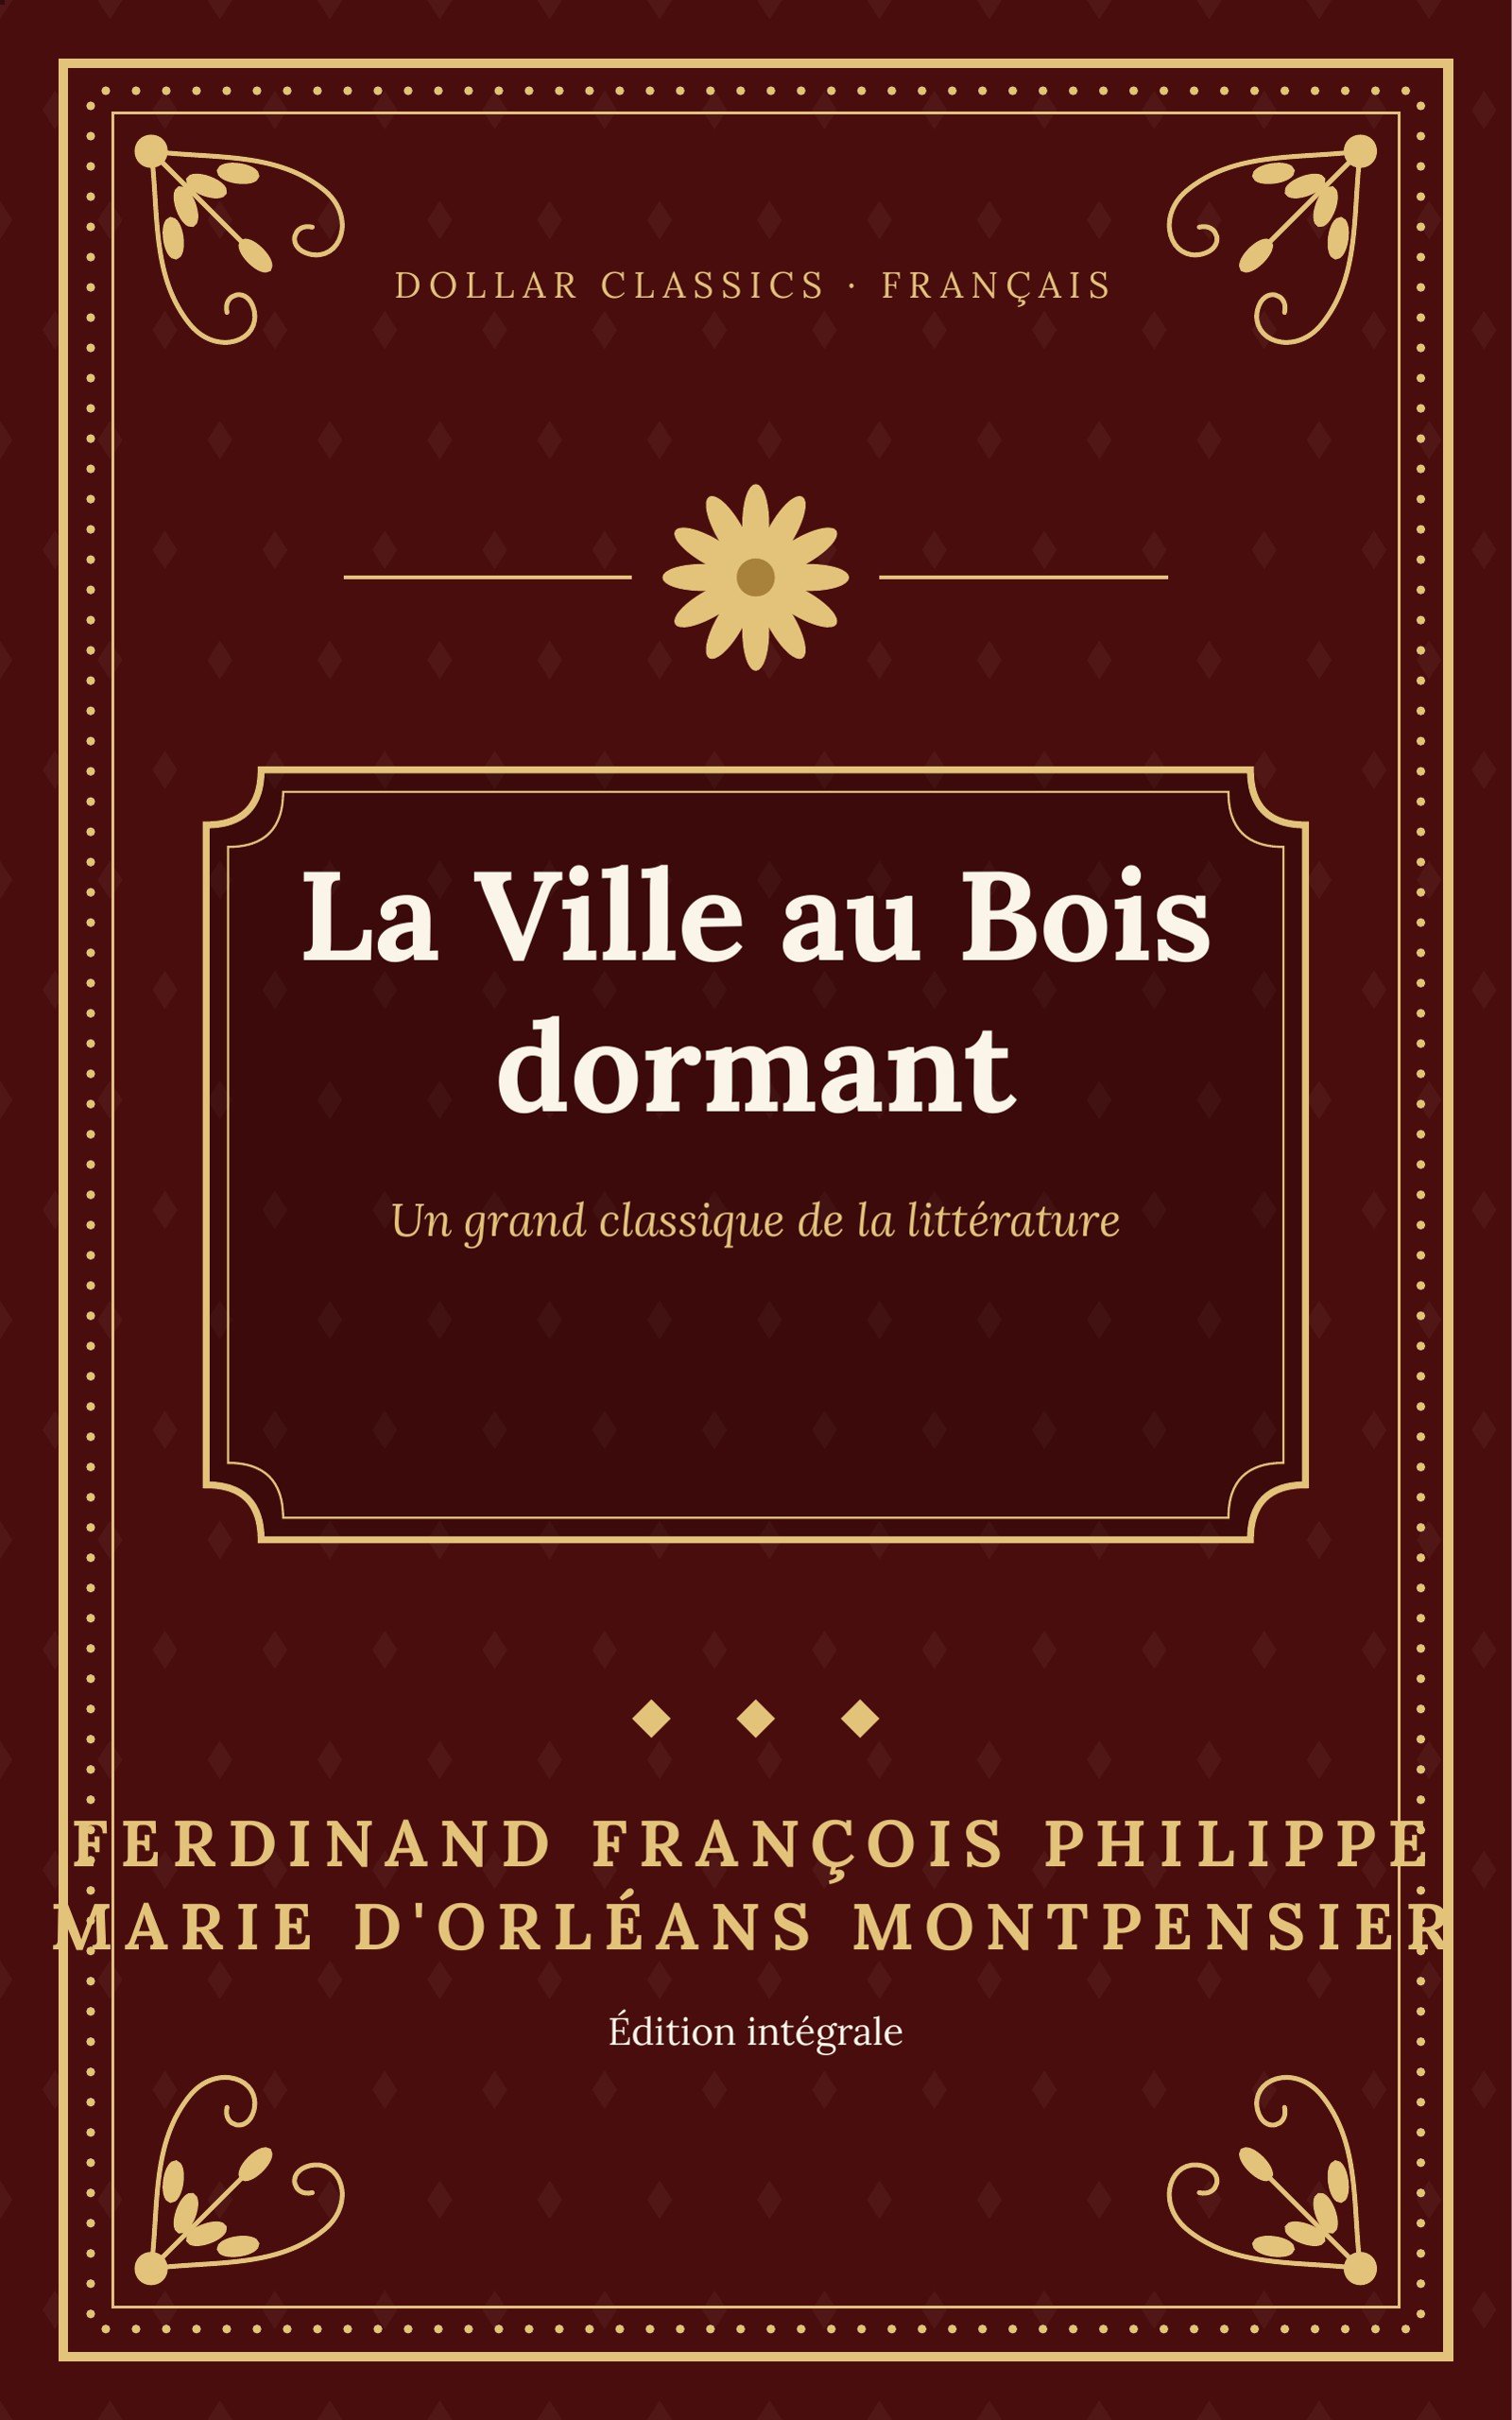 DOLLAR CLASSICS · FRANÇAIS
La Ville au Bois
dormant
Un grand classique de la littérature
FERDINAND FRANÇOIS PHILIPPE
MARIE D'ORLÉANS MONTPENSIER
Édition intégrale